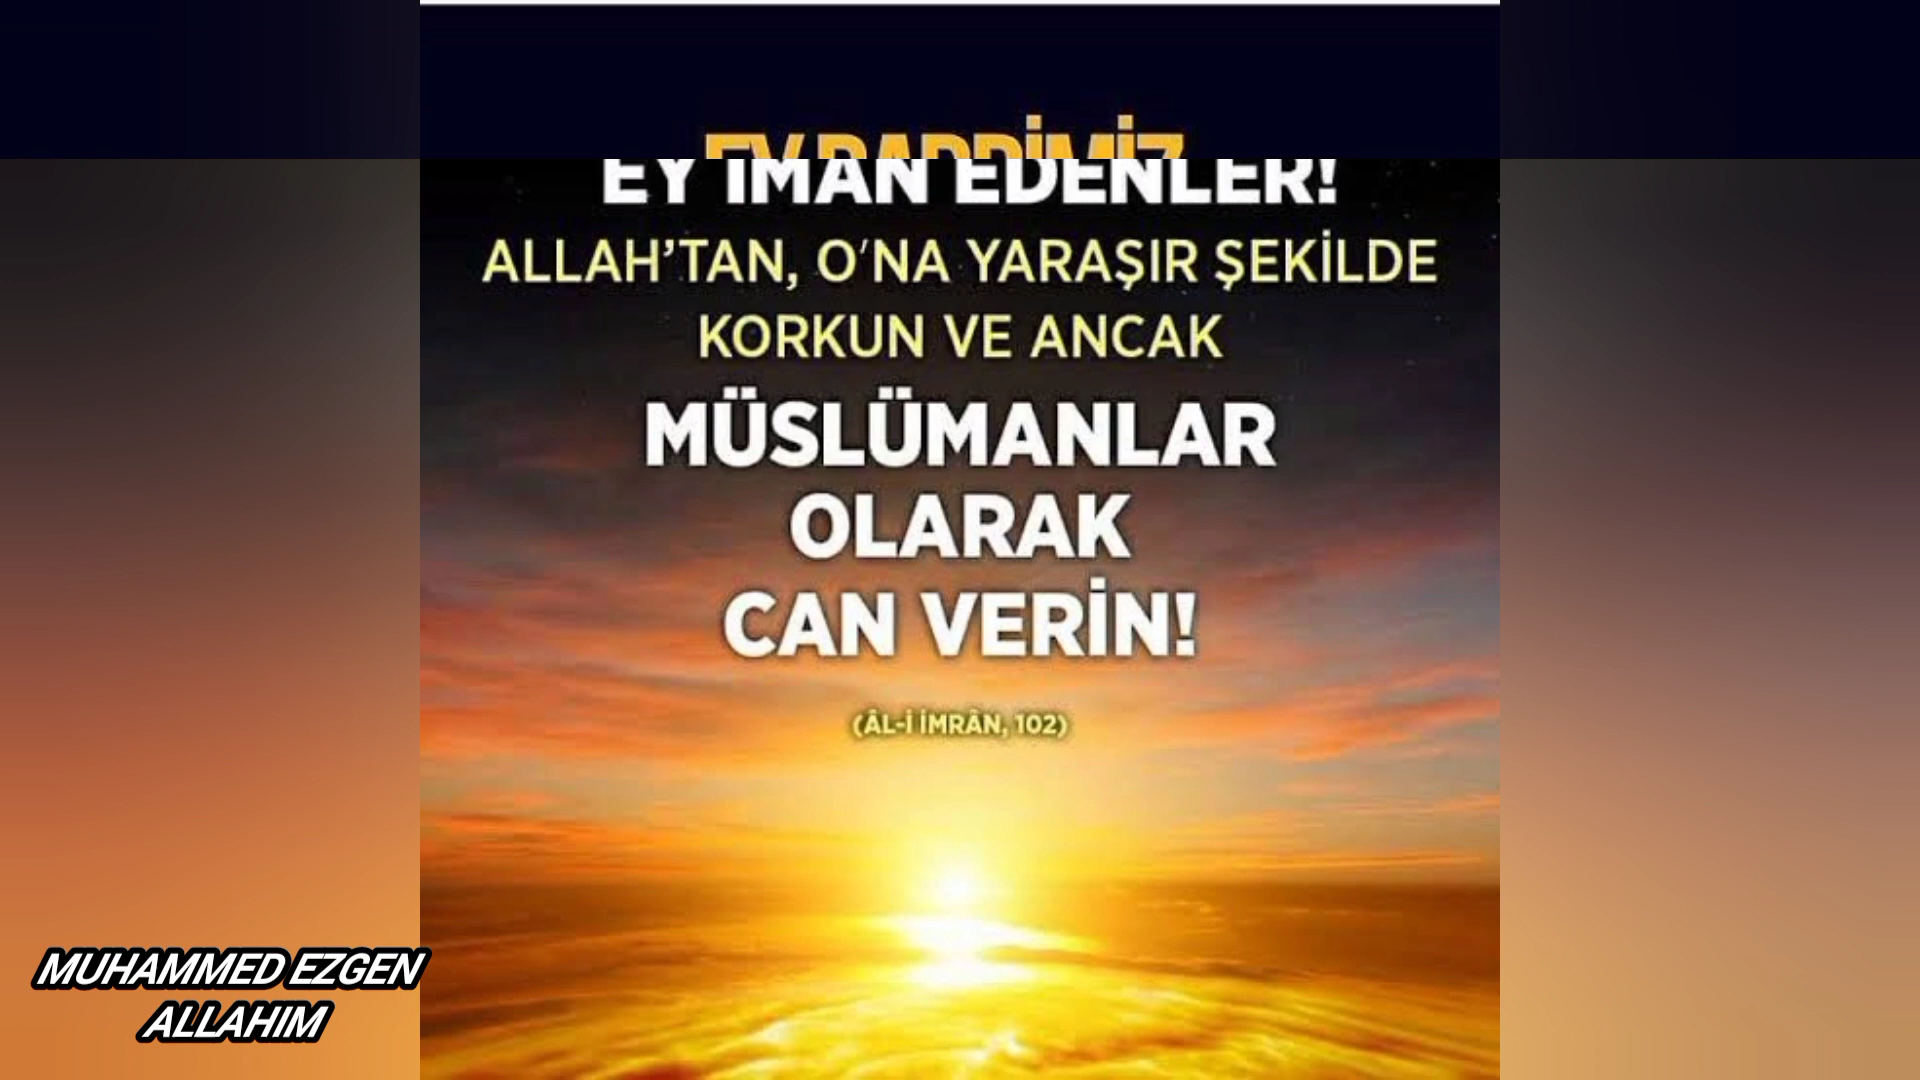 EY
EY İMAN EDENLER!
ALLAH'TAN, O'NA YARAŞIR ŞEKİLDE
KORKUN VE ANCAK
MÜSLÜMANLAR
OLARAK
CAN VERİN!
(ÂL-İ İMRÂN, 102)
MUHAMMED EZGEN
ALLAHIM